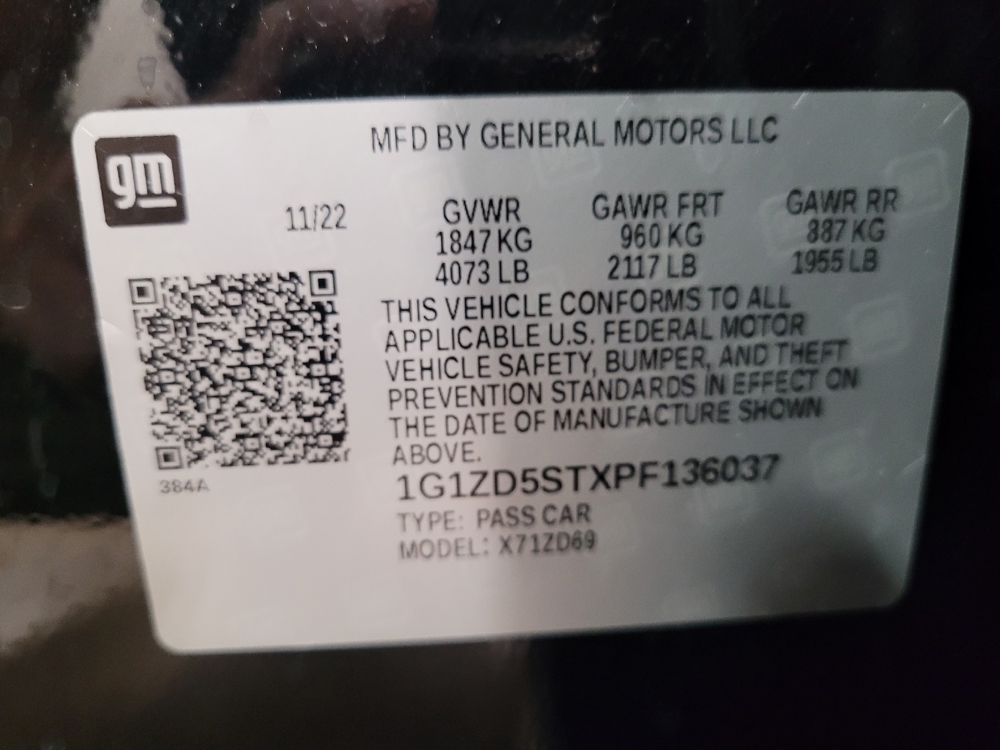 gm
MFD BY GENERAL MOTORS LLC
11/22
GVWR GAWR FRT GAWR RR
1847 KG 960 KG 887 KG
4073 LB 2117 LB 1955 LB
THIS VEHICLE CONFORMS TO ALL
APPLICABLE U.S. FEDERAL MOTOR
VEHICLE SAFETY, BUMPER, AND THEFT
PREVENTION STANDARDS IN EFFECT ON
THE DATE OF MANUFACTURE SHOWN
ABOVE.
384A
1G1ZD5STXPF136037
TYPE: PASS CAR
MODEL: X71ZD69